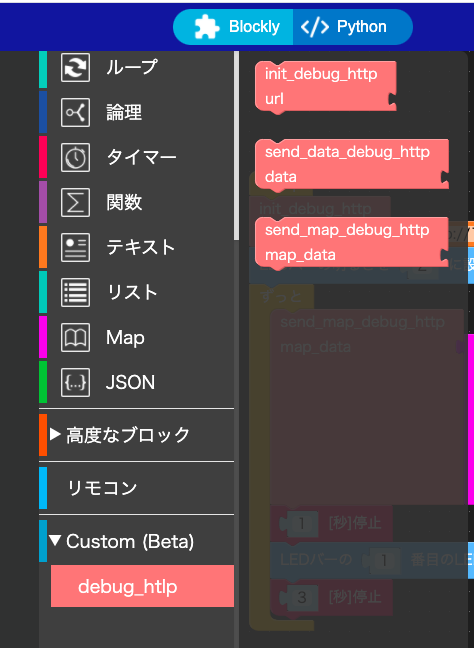 Blockly
Python
ループ
論理
タイマー
関数
テキスト
リスト
Map
JSON
高度なブロック
リモコン
Custom (Beta)
debug_htlp
init_debug_http
url
send_data_debug_http
data
send_map_debug_http
map_data
init_debug_http
2 に設
ずっと
send_map_debug_http
map_data
1 [秒]停止
LEDバーの 1 番目のLE
3 [秒]停止